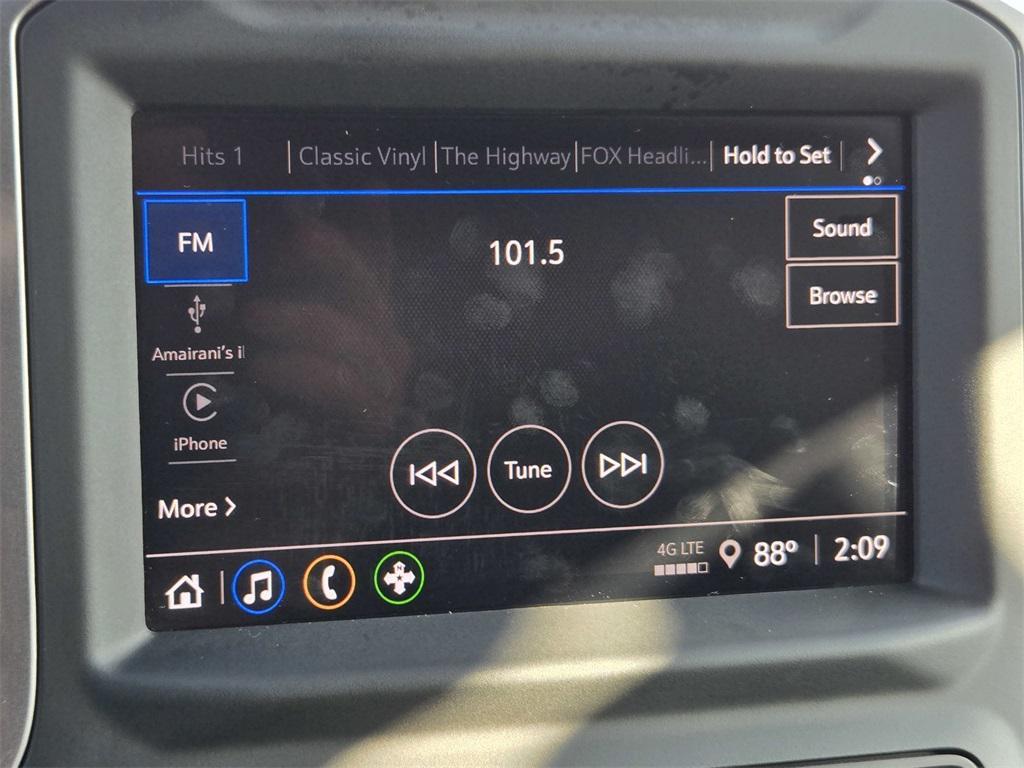 Hits 1 Classic Vinyl The Highway FOX Headli... Hold to Set
FM
101.5
Sound
Browse
Amairani's i
iPhone
Tune
More
4G LTE 88° 2:09
N